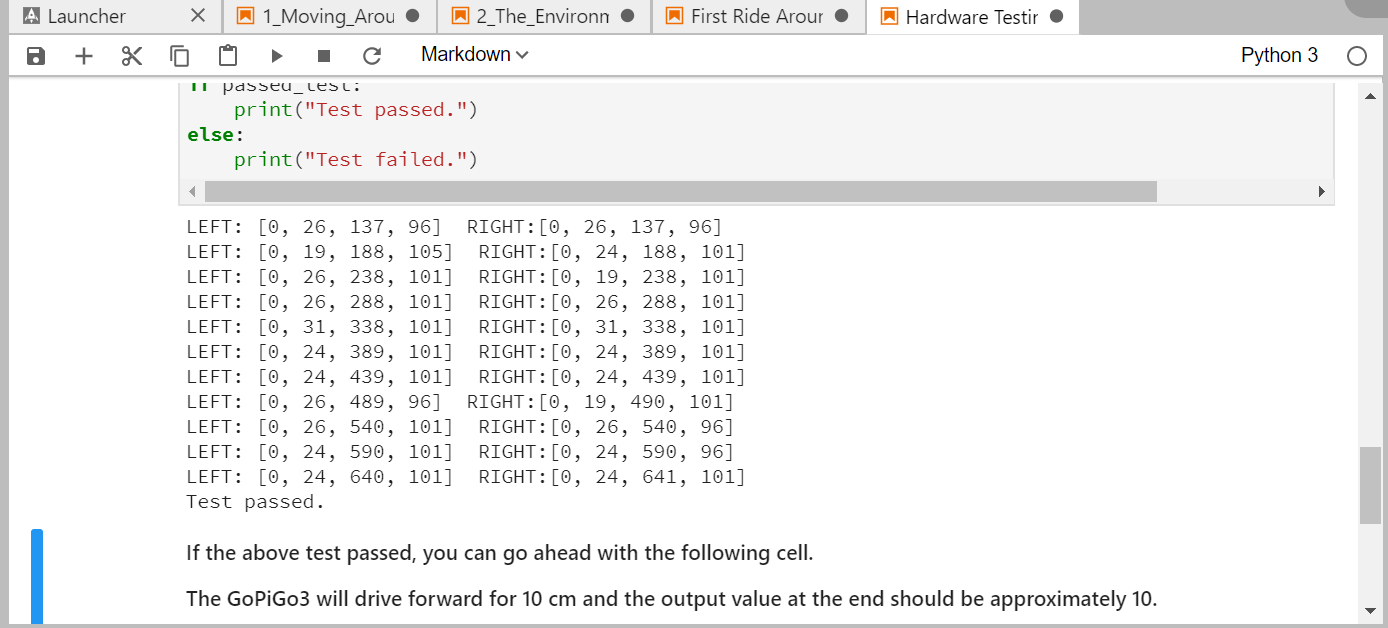 Launcher
1_Moving_Arou
2_The_Environm
First Ride Aroun
Hardware Testin
Markdown
Python 3
if passed_test:
print("Test passed.")
else:
print("Test failed.")
LEFT: [0, 26, 137, 96]  RIGHT:[0, 26, 137, 96]
LEFT: [0, 19, 188, 105]  RIGHT:[0, 24, 188, 101]
LEFT: [0, 26, 238, 101]  RIGHT:[0, 19, 238, 101]
LEFT: [0, 26, 288, 101]  RIGHT:[0, 26, 288, 101]
LEFT: [0, 31, 338, 101]  RIGHT:[0, 31, 338, 101]
LEFT: [0, 24, 389, 101]  RIGHT:[0, 24, 389, 101]
LEFT: [0, 24, 439, 101]  RIGHT:[0, 24, 439, 101]
LEFT: [0, 26, 489, 96]  RIGHT:[0, 19, 490, 101]
LEFT: [0, 26, 540, 101]  RIGHT:[0, 26, 540, 96]
LEFT: [0, 24, 590, 101]  RIGHT:[0, 24, 590, 96]
LEFT: [0, 24, 640, 101]  RIGHT:[0, 24, 641, 101]
Test passed.
If the above test passed, you can go ahead with the following cell.
The GoPiGo3 will drive forward for 10 cm and the output value at the end should be approximately 10.